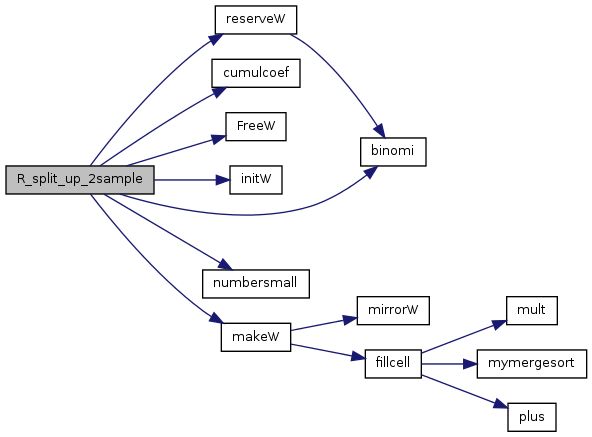 reserveW
cumulcoef
FreeW
binomi
R_split_up_2sample
initW
numbersmall
mirrorW
mult
makeW
fillcell
mymergesort
plus